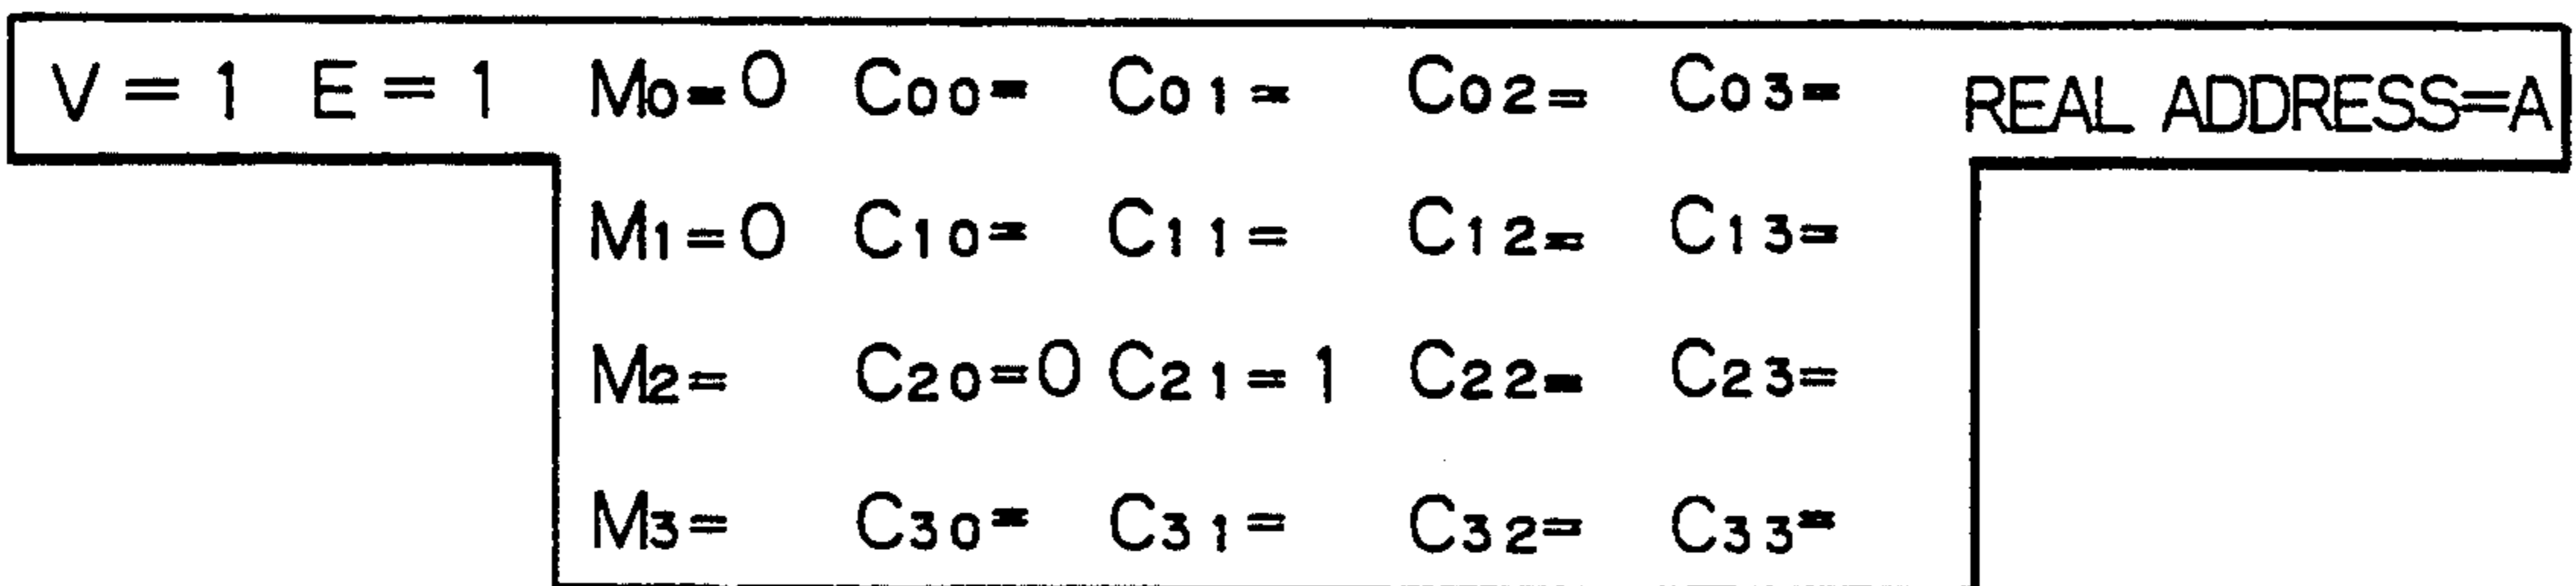 V = 1 E = 1 M0=0 C00= C01= C02= C03= REAL ADDRESS=A
M1=0 C10= C11= C12= C13=
M2= C20=0 C21=1 C22= C23=
M3= C30= C31= C32= C33=